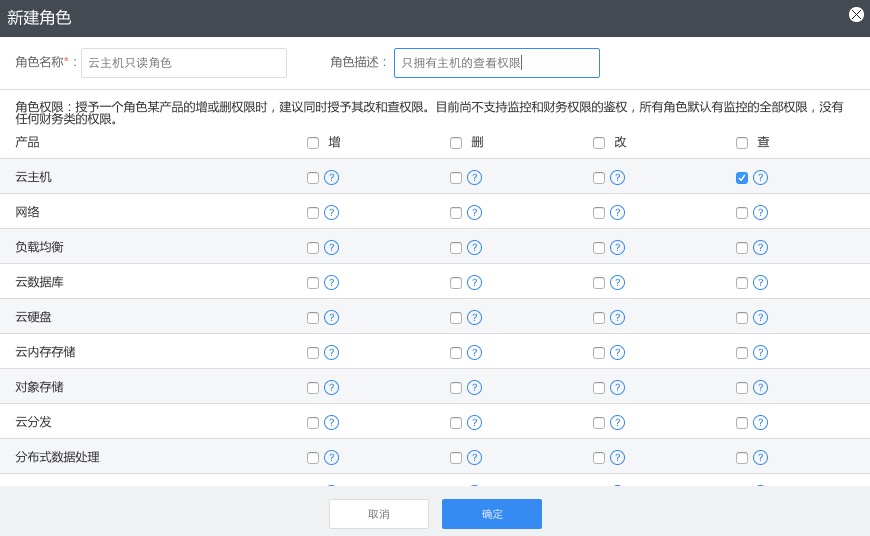 新建角色
角色名称*： 云主机只读角色 角色描述： 只拥有主机的查看权限
角色权限：授予一个角色某产品的增或删权限时，建议同时授予其改和查权限。目前尚不支持监控和财务权限的鉴权，所有角色默认有监控的全部权限，没有
任何财务类的权限。
产品 增 删 改 查
云主机 ? ? ? ?
网络 ? ? ? ?
负载均衡 ? ? ? ?
云数据库 ? ? ? ?
云硬盘 ? ? ? ?
云内存存储 ? ? ? ?
对象存储 ? ? ? ?
云分发 ? ? ? ?
分布式数据处理 ? ? ? ?
取消 确定